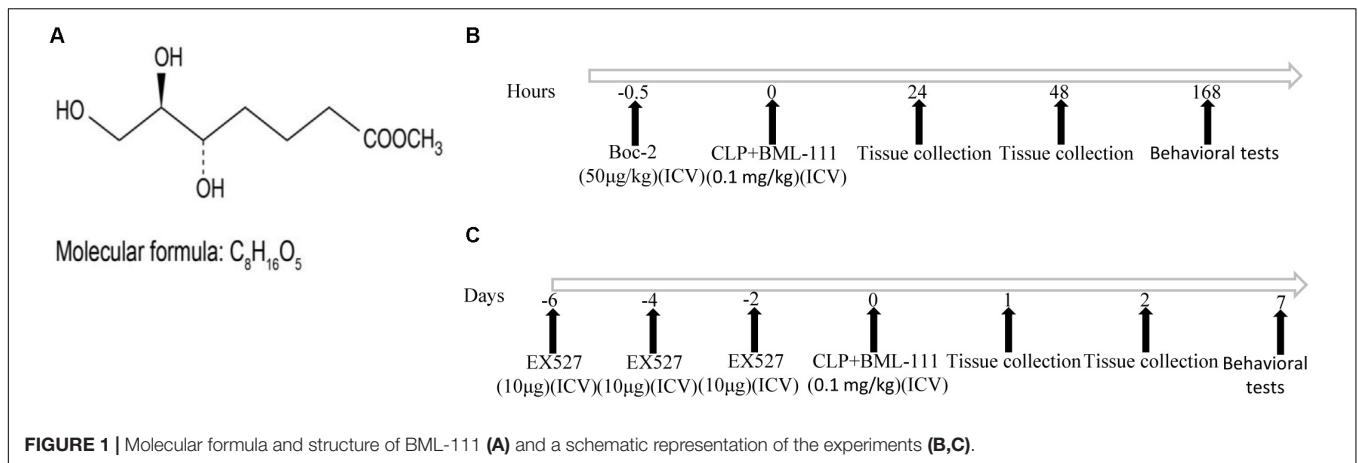 A
OH
HO
COOCH3
OH
Molecular formula: C8H16O5
B
Hours
-0.5 0 24 48 168
Boc-2 CLP+BML-111 Tissue collection Tissue collection Behavioral tests
(50μg/kg)(ICV)(0.1 mg/kg)(ICV)
C
Days
-6 -4 -2 0 1 2 7
EX527 EX527 EX527 CLP+BML-111 Tissue collection Tissue collection Behavioral
(10μg)(ICV)(10μg)(ICV)(10μg)(ICV) (0.1 mg/kg)(ICV) tests
FIGURE 1 | Molecular formula and structure of BML-111 (A) and a schematic representation of the experiments (B,C).